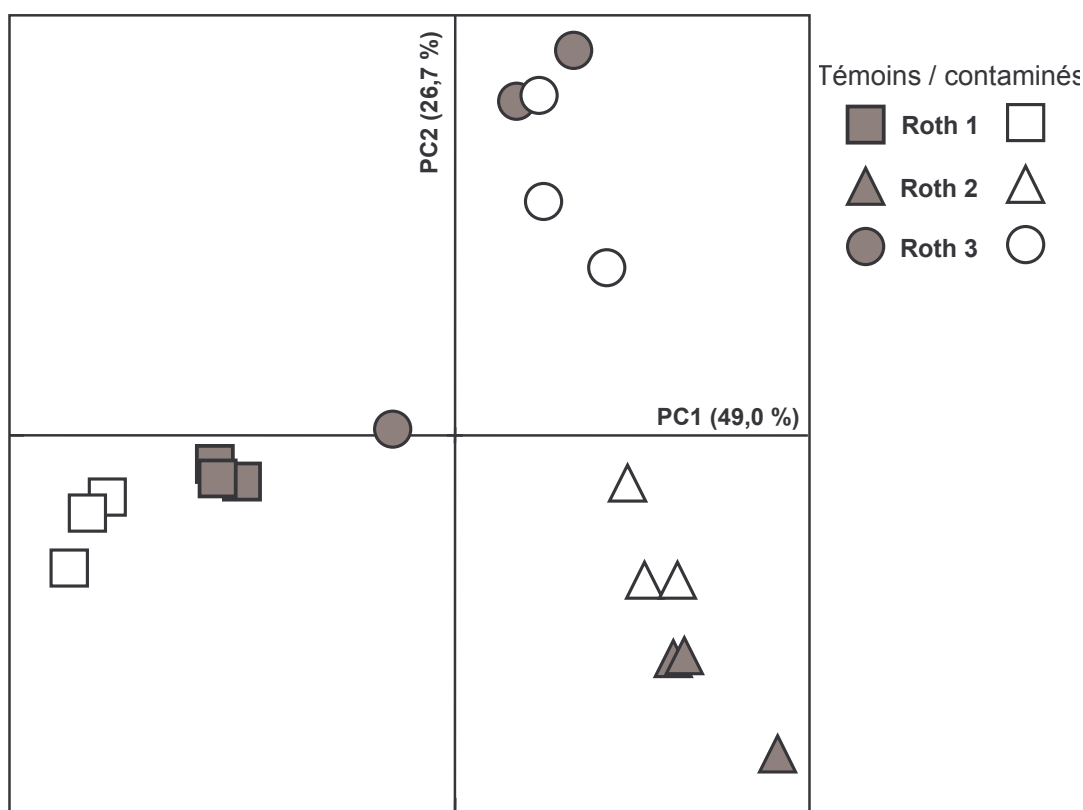 PC2 (26,7 %)
Témoins / contaminés
Roth 1
Roth 2
Roth 3
PC1 (49,0 %)